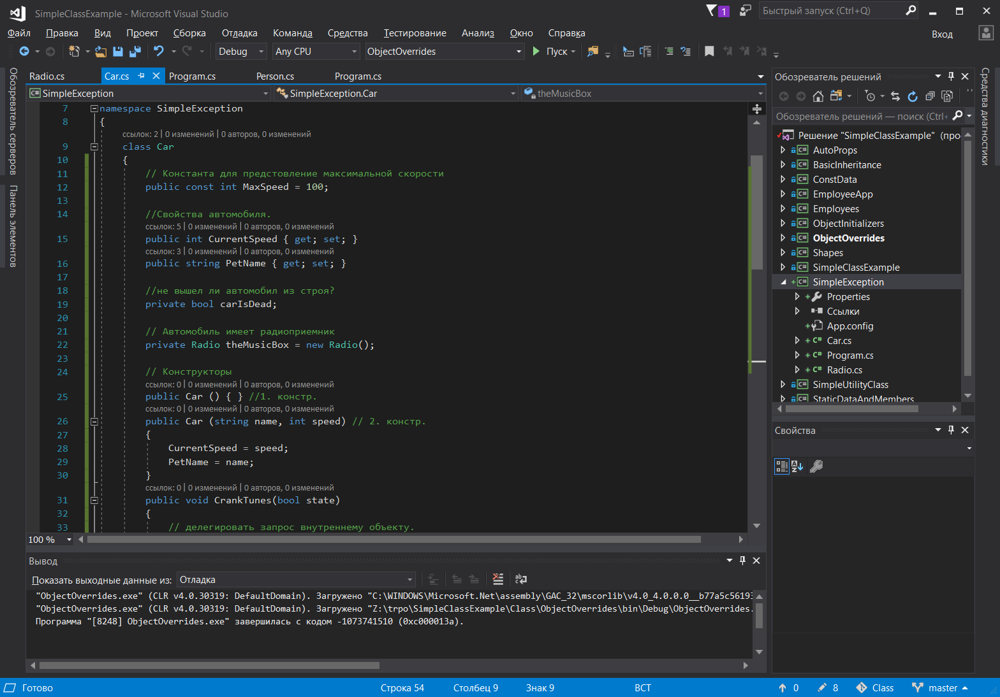 SimpleClassExample - Microsoft Visual Studio
1
Быстрый запуск (Ctrl+Q)
Файл Правка Вид Проект Сборка Отладка Команда Средства Тестирование Анализ Окно Справка
Вход
Debug Any CPU ObjectOverrides Пуск
Обозреватель серверов
Панель элементов
Radio.cs Car.cs Program.cs Person.cs Program.cs
SimpleException SimpleException.Car theMusicBox
7 namespace SimpleException
8 {
ссылок: 2 | 0 изменений | 0 авторов, 0 изменений
9 class Car
10 {
11 // Константа для предстовление максимальной скорости
12 public const int MaxSpeed = 100;
13
14 //Свойства автомобиля.
ссылок: 5 | 0 изменений | 0 авторов, 0 изменений
15 public int CurrentSpeed { get; set; }
ссылок: 3 | 0 изменений | 0 авторов, 0 изменений
16 public string PetName { get; set; }
17
18 //не вышел ли автомобил из строя?
19 private bool carIsDead;
20
21 // Автомобиль имеет радиоприемник
22 private Radio theMusicBox = new Radio();
23
24 // Конструкторы
ссылок: 0 | 0 изменений | 0 авторов, 0 изменений
25 public Car () { } //1. констр.
ссылок: 0 | 0 изменений | 0 авторов, 0 изменений
26 public Car (string name, int speed) // 2. констр.
27 {
28 CurrentSpeed = speed;
29 PetName = name;
30 }
ссылок: 0 | 0 изменений | 0 авторов, 0 изменений
31 public void CrankTunes(bool state)
32 {
33 // делегировать запрос внутреннему объекту.
100 %
Вывод
Показать выходные данные из: Отладка
"ObjectOverrides.exe" (CLR v4.0.30319: DefaultDomain). Загружено "C:\WINDOWS\Microsoft.Net\assembly\GAC_32\mscorlib\v4.0_4.0.0.0__b77a5c56193
"ObjectOverrides.exe" (CLR v4.0.30319: DefaultDomain). Загружено "Z:\trpo\SimpleClassExample\Class\ObjectOverrides\bin\Debug\ObjectOverrides.
Программа "[8248] ObjectOverrides.exe" завершилась с кодом -1073741510 (0xc000013a).
Обозреватель решений
Обозреватель решений — поиск (Ctrl+
Решение "SimpleClassExample" (про
AutoProps
BasicInheritance
ConstData
EmployeeApp
Employees
ObjectInitializers
ObjectOverrides
Shapes
SimpleClassExample
SimpleException
Properties
Ссылки
App.config
Car.cs
Program.cs
Radio.cs
SimpleUtilityClass
StaticDataAndMembers
Свойства
Средства диагностики
Готово Строка 54 Столбец 9 Знак 9 ВСТ 0 8 Class master